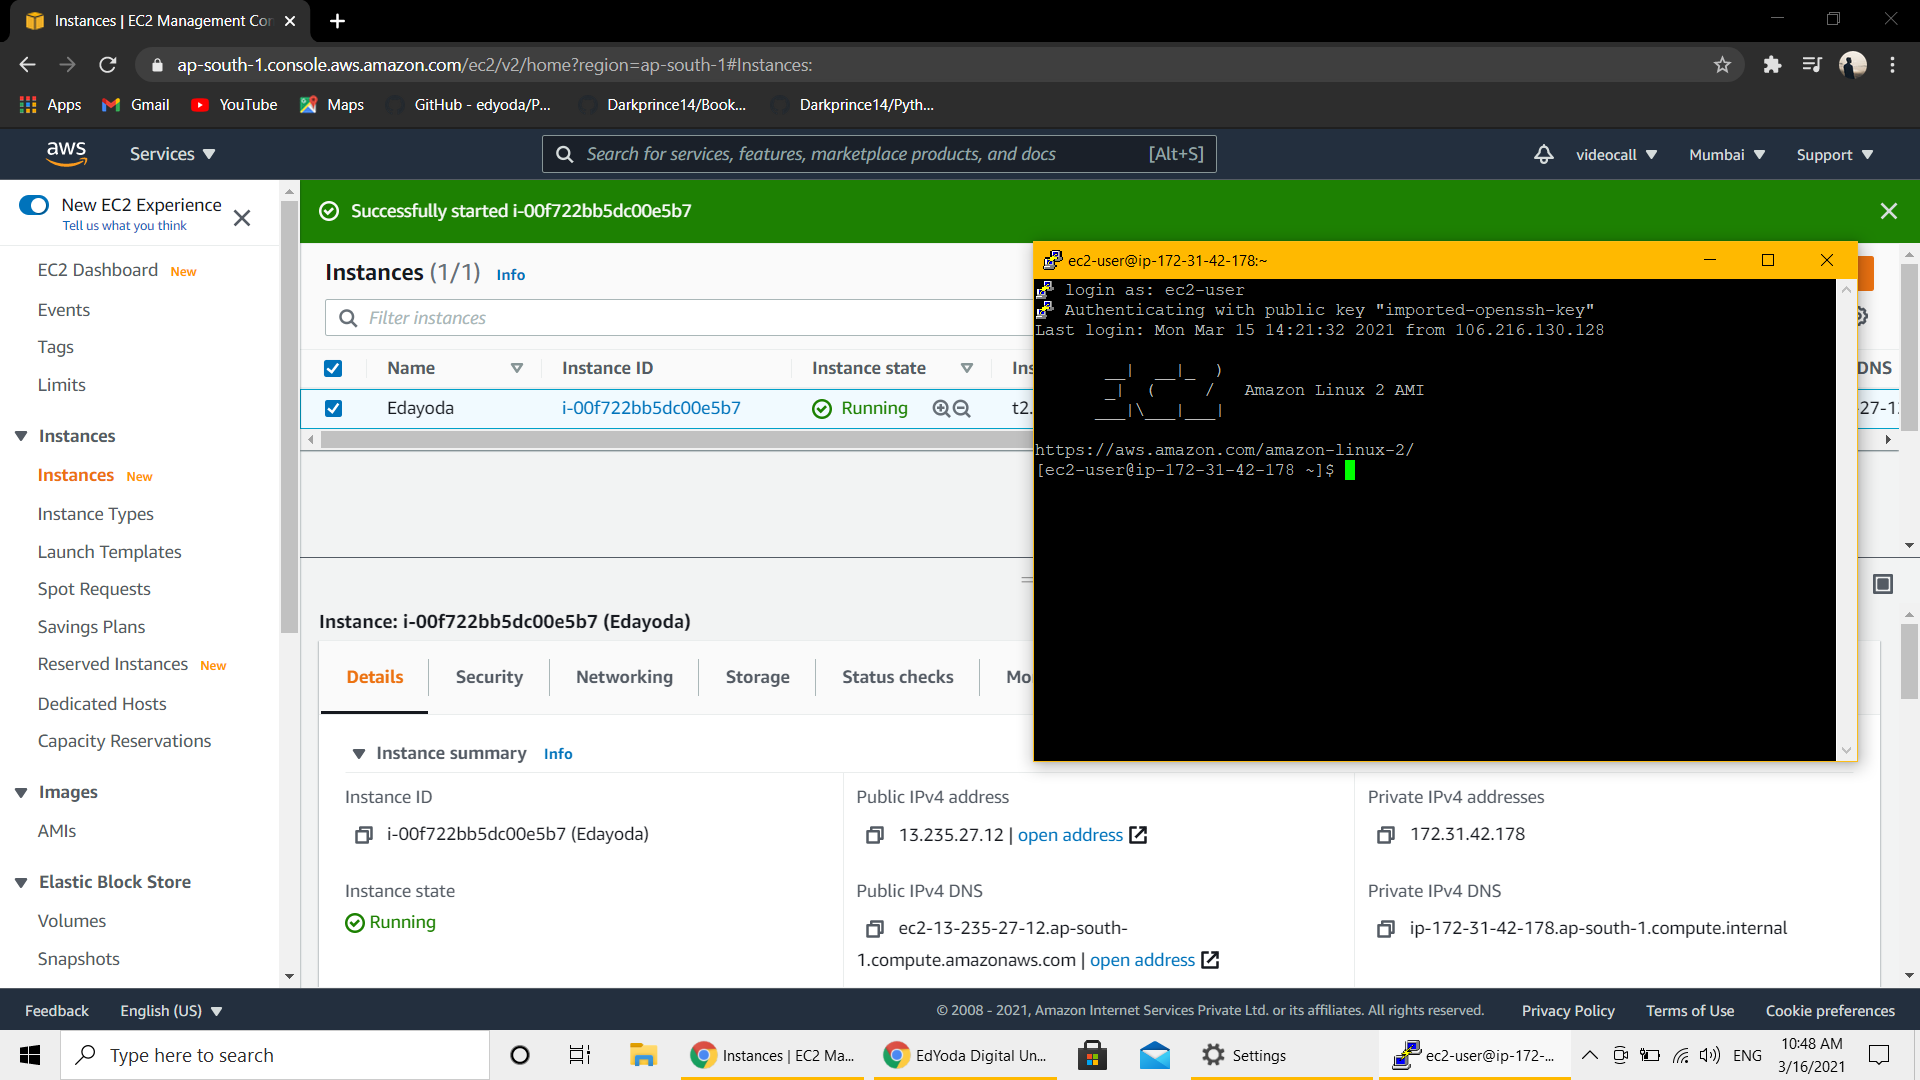 Instances | EC2 Management Con
ap-south-1.console.aws.amazon.com/ec2/v2/home?region=ap-south-1#Instances:
Apps Gmail YouTube Maps GitHub - edyoda/P... Darkprince14/Book... Darkprince14/Pyth...
aws Services Search for services, features, marketplace products, and docs [Alt+S] videocall Mumbai Support
New EC2 Experience
Tell us what you think
EC2 Dashboard New
Events
Tags
Limits
Instances
Instances New
Instance Types
Launch Templates
Spot Requests
Savings Plans
Reserved Instances New
Dedicated Hosts
Capacity Reservations
Images
AMIs
Elastic Block Store
Volumes
Snapshots
Successfully started i-00f722bb5dc00e5b7
Instances (1/1) Info
Filter instances
Name Instance ID Instance state Ins DNS
Edayoda i-00f722bb5dc00e5b7 Running t2. -27-1
ec2-user@ip-172-31-42-178:~
login as: ec2-user
Authenticating with public key "imported-openssh-key"
Last login: Mon Mar 15 14:21:32 2021 from 106.216.130.128
__|  __|_  )
_|  (     /   Amazon Linux 2 AMI
___|\___|___|
https://aws.amazon.com/amazon-linux-2/
[ec2-user@ip-172-31-42-178 ~]$
Instance: i-00f722bb5dc00e5b7 (Edayoda)
Details Security Networking Storage Status checks Mo
Instance summary Info
Instance ID Public IPv4 address Private IPv4 addresses
i-00f722bb5dc00e5b7 (Edayoda) 13.235.27.12 | open address 172.31.42.178
Instance state Public IPv4 DNS Private IPv4 DNS
Running ec2-13-235-27-12.ap-south- ip-172-31-42-178.ap-south-1.compute.internal
1.compute.amazonaws.com | open address
Feedback English (US) © 2008 - 2021, Amazon Internet Services Private Ltd. or its affiliates. All rights reserved. Privacy Policy Terms of Use Cookie preferences
Type here to search Instances | EC2 Ma... EdYoda Digital Un... Settings ec2-user@ip-172-... ENG 10:48 AM
3/16/2021